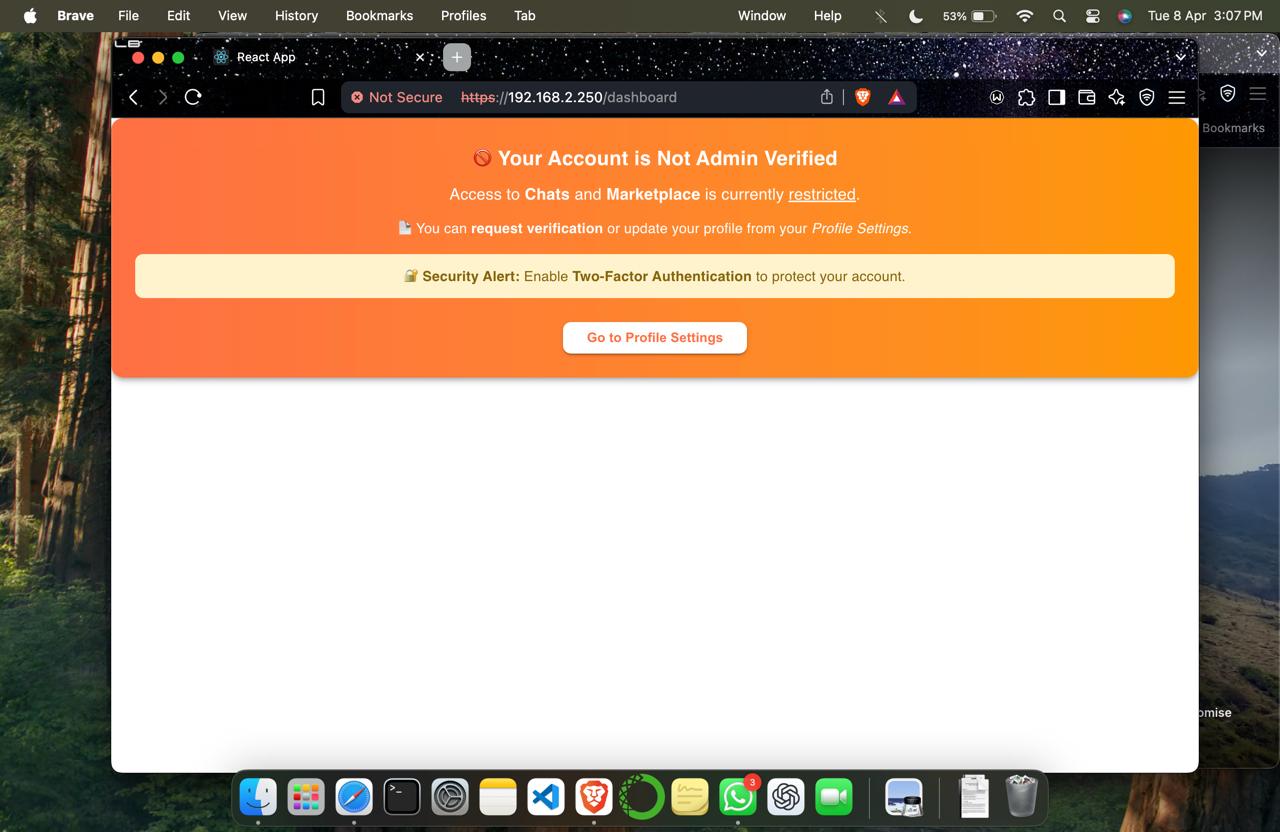 Brave File Edit View History Bookmarks Profiles Tab Window Help 53% Tue 8 Apr 3:07 PM
React App
Not Secure https://192.168.2.250/dashboard
Bookmarks
🚫 Your Account is Not Admin Verified
Access to Chats and Marketplace is currently restricted.
You can request verification or update your profile from your Profile Settings.
🔐 Security Alert: Enable Two-Factor Authentication to protect your account.
Go to Profile Settings
omise
3